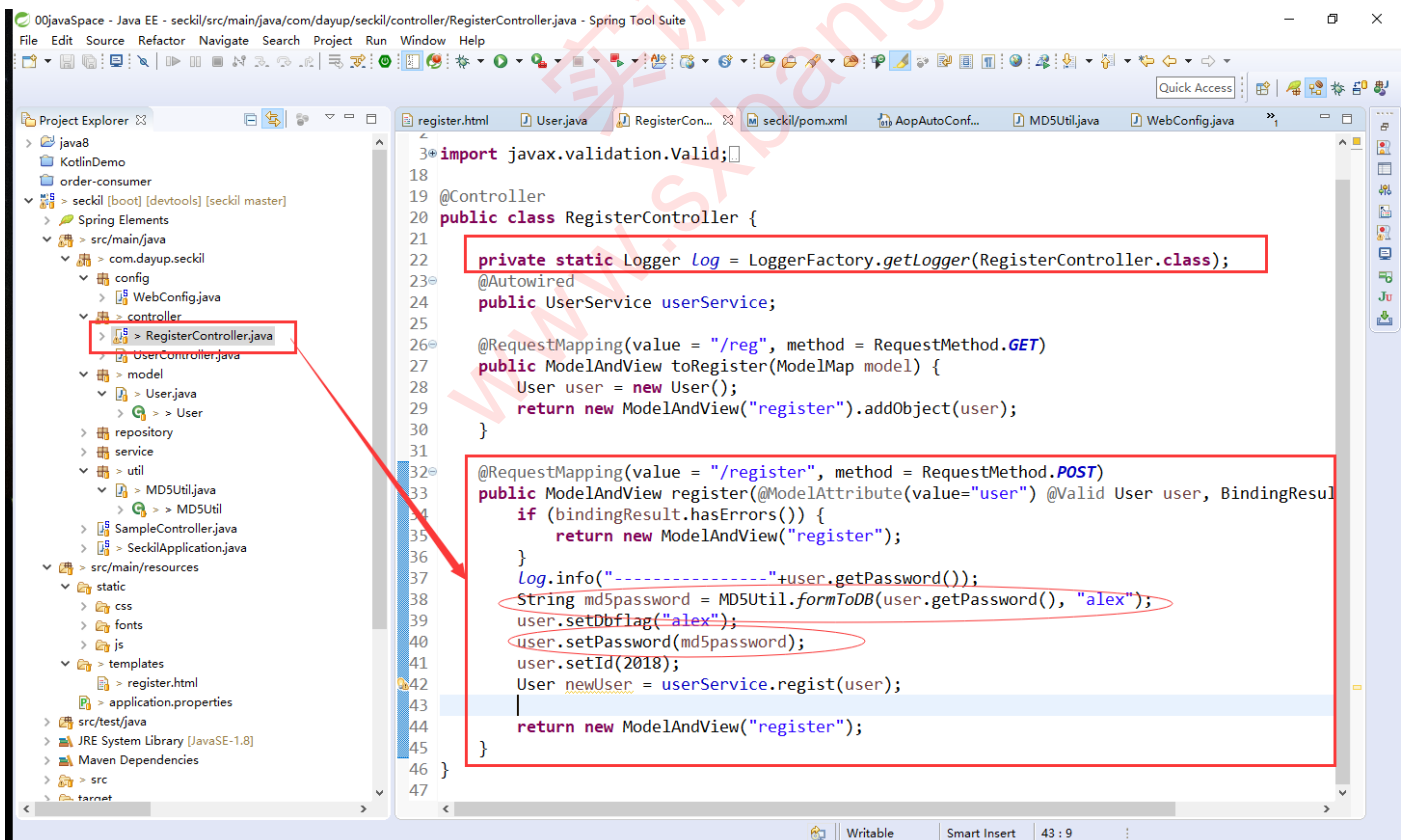 00javaSpace - Java EE - seckil/src/main/java/com/dayup/seckil/controller/RegisterController.java - Spring Tool Suite
File Edit Source Refactor Navigate Search Project Run Window Help
Quick Access
Project Explorer
java8
KotlinDemo
order-consumer
> seckil [boot] [devtools] [seckil master]
Spring Elements
> src/main/java
> com.dayup.seckil
config
WebConfig.java
> controller
> RegisterController.java
UserController.java
> model
> User.java
> > User
repository
service
> util
> MD5Util.java
> > MD5Util
SampleController.java
> SeckilApplication.java
> src/main/resources
static
css
fonts
js
> templates
> register.html
> application.properties
src/test/java
JRE System Library [JavaSE-1.8]
Maven Dependencies
> src
target
register.html User.java RegisterCon... seckil/pom.xml AopAutoConf... MD5Util.java WebConfig.java »1
2
3 import javax.validation.Valid;
18
19 @Controller
20 public class RegisterController {
21
22 private static Logger log = LoggerFactory.getLogger(RegisterController.class);
23 @Autowired
24 public UserService userService;
25
26 @RequestMapping(value = "/reg", method = RequestMethod.GET)
27 public ModelAndView toRegister(ModelMap model) {
28 User user = new User();
29 return new ModelAndView("register").addObject(user);
30 }
31
32 @RequestMapping(value = "/register", method = RequestMethod.POST)
33 public ModelAndView register(@ModelAttribute(value="user") @Valid User user, BindingResul
34 if (bindingResult.hasErrors()) {
35 return new ModelAndView("register");
36 }
37 log.info("----------------"+user.getPassword());
38 String md5password = MD5Util.formToDB(user.getPassword(), "alex");
39 user.setDbflag("alex");
40 user.setPassword(md5password);
41 user.setId(2018);
42 User newUser = userService.regist(user);
43
44 return new ModelAndView("register");
45 }
46 }
47
Writable Smart Insert 43 : 9